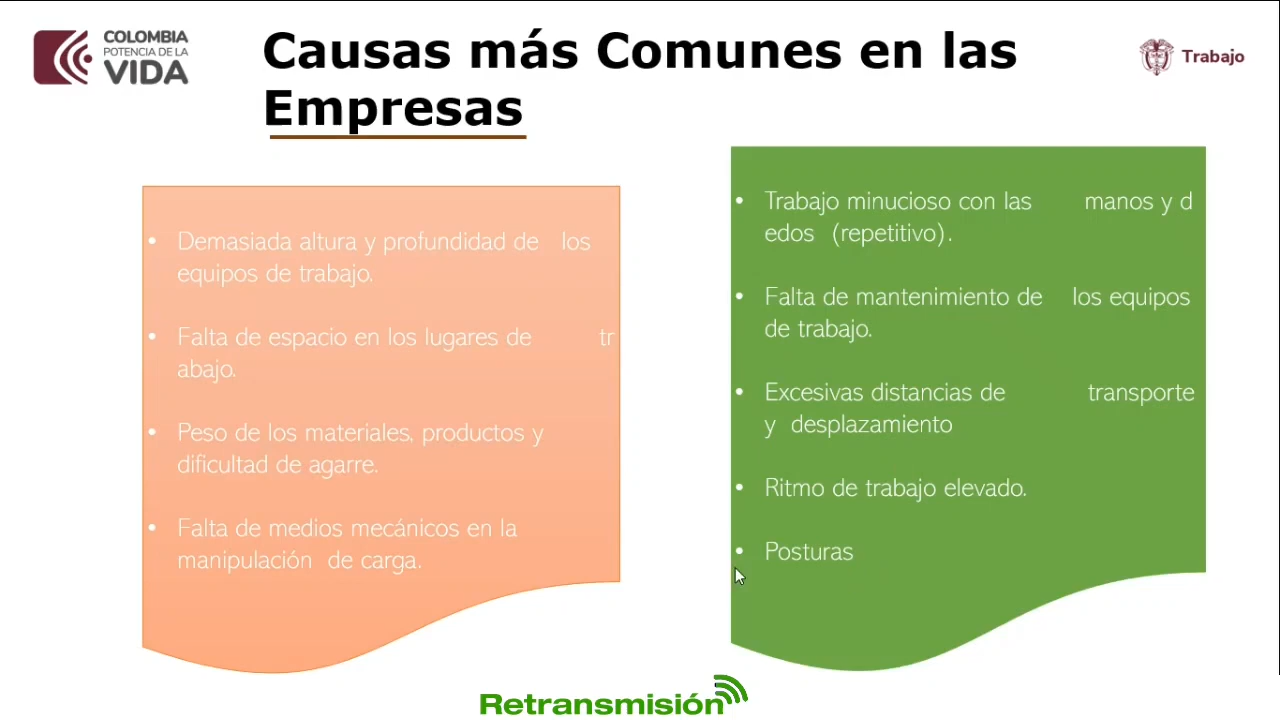 COLOMBIA
POTENCIA DE LA
VIDA
Causas más Comunes en las
Empresas
Trabajo
• Demasiada altura y profundidad de los
equipos de trabajo.
• Falta de espacio en los lugares de tr
abajo.
• Peso de los materiales, productos y
dificultad de agarre.
• Falta de medios mecánicos en la
manipulación de carga.
• Trabajo minucioso con las manos y d
edos (repetitivo).
• Falta de mantenimiento de los equipos
de trabajo.
• Excesivas distancias de transporte
y desplazamiento
• Ritmo de trabajo elevado.
• Posturas
Retransmisión